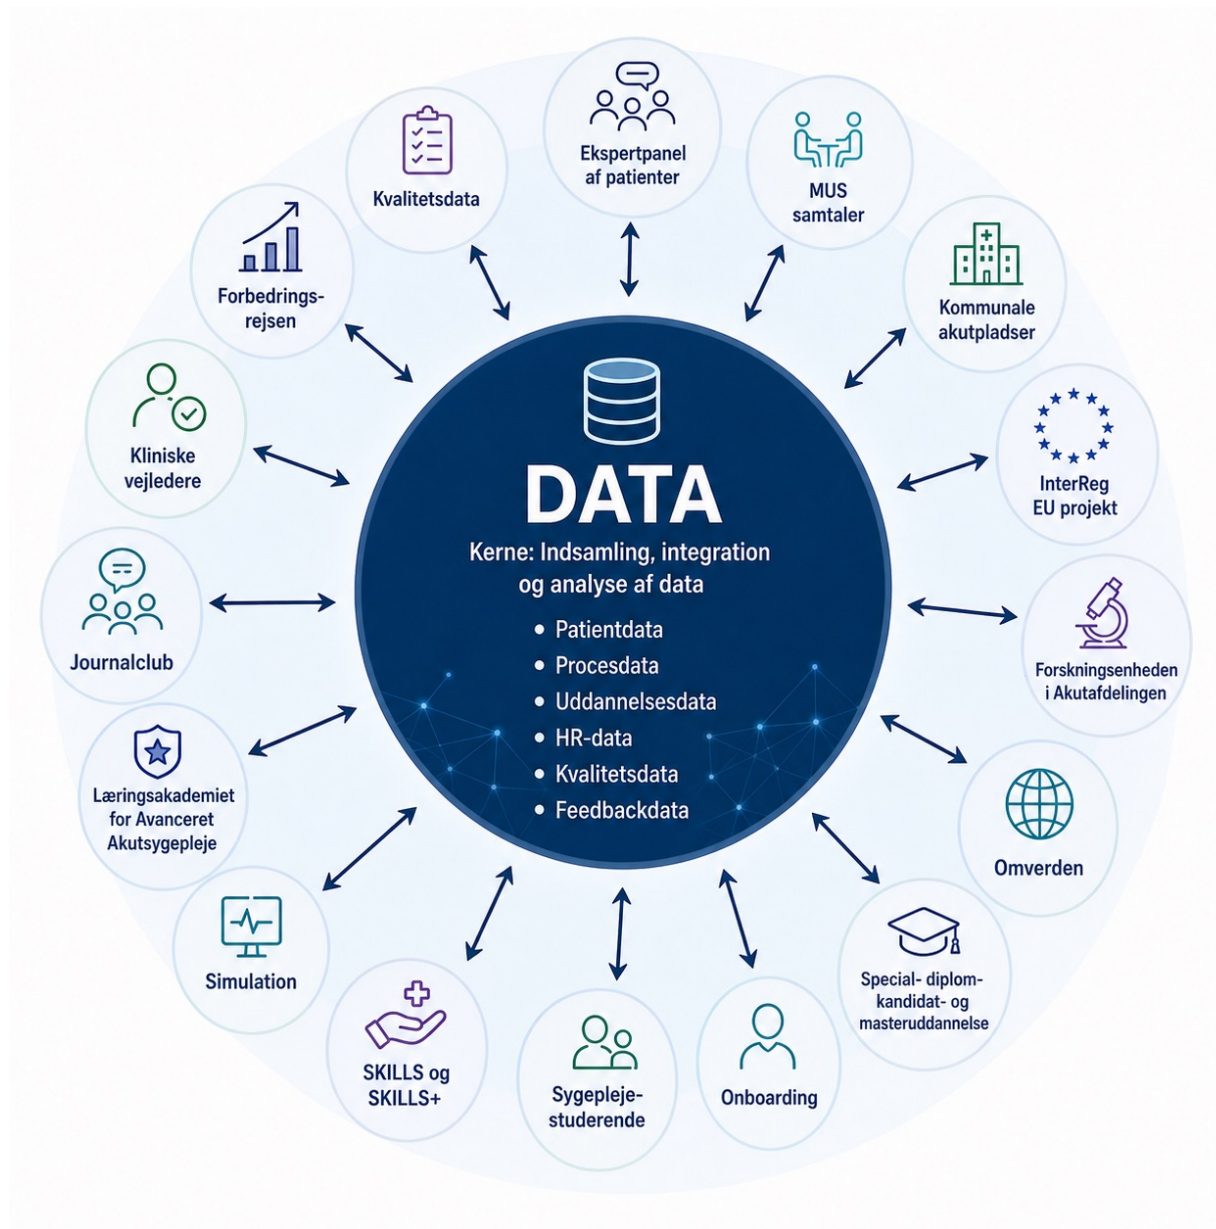 Ekspertpanel
af patienter
MUS
samtaler
Kommunale
akutpladser
InterReg
EU projekt
Forskningsenheden
i Akutafdelingen
Omverden
Special- diplom-
kandidat- og
masteruddannelse
Onboarding
Sygepleje-
studerende
SKILLS og
SKILLS+
Simulation
Læringsakademiet
for Avanceret
Akutsygepleje
Journalclub
Kliniske
vejledere
Forbedrings-
rejsen
Kvalitetsdata
DATA
Kerne: Indsamling, integration
og analyse af data
• Patientdata
• Procesdata
• Uddannelsesdata
• HR-data
• Kvalitetsdata
• Feedbackdata